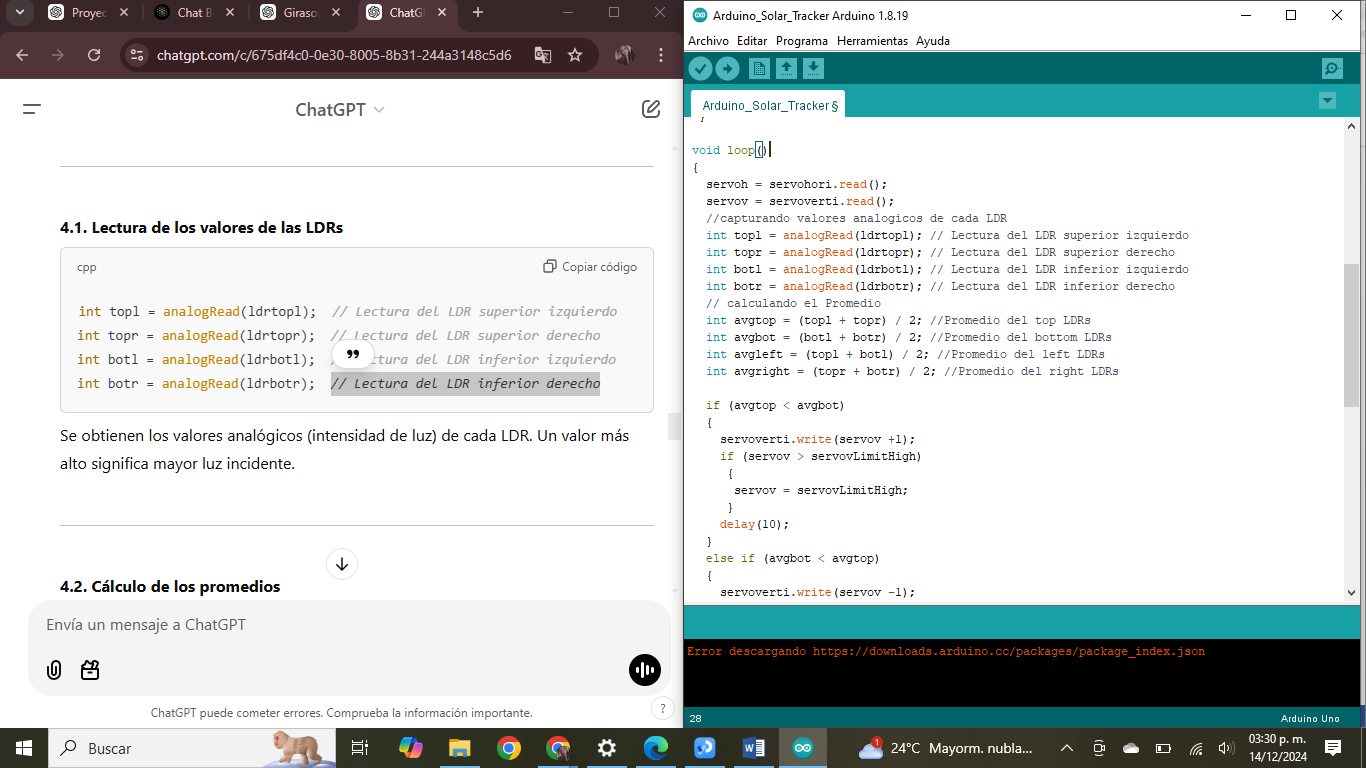 Proyec
Chat B
Giraso
ChatGl
chatgpt.com/c/675df4c0-0e30-8005-8b31-244a3148c5d6
ChatGPT
4.1. Lectura de los valores de las LDRs
cpp
Copiar código
int topl = analogRead(ldrtopl);  // Lectura del LDR superior izquierdo
int topr = analogRead(ldrtopr);  // Lectura del LDR superior derecho
int botl = analogRead(ldrbotl);  ctura del LDR inferior izquierdo
int botr = analogRead(ldrbotr);  // Lectura del LDR inferior derecho
Se obtienen los valores analógicos (intensidad de luz) de cada LDR. Un valor más
alto significa mayor luz incidente.
4.2. Cálculo de los promedios
Envía un mensaje a ChatGPT
ChatGPT puede cometer errores. Comprueba la información importante.
?
Arduino_Solar_Tracker Arduino 1.8.19
Archivo Editar Programa Herramientas Ayuda
Arduino_Solar_Tracker §
}
void loop()
{
servoh = servohori.read();
servov = servoverti.read();
//capturando valores analogicos de cada LDR
int topl = analogRead(ldrtopl); // Lectura del LDR superior izquierdo
int topr = analogRead(ldrtopr); // Lectura del LDR superior derecho
int botl = analogRead(ldrbotl); // Lectura del LDR inferior izquierdo
int botr = analogRead(ldrbotr); // Lectura del LDR inferior derecho
// calculando el Promedio
int avgtop = (topl + topr) / 2; //Promedio del top LDRs
int avgbot = (botl + botr) / 2; //Promedio del bottom LDRs
int avgleft = (topl + botl) / 2; //Promedio del left LDRs
int avgright = (topr + botr) / 2; //Promedio del right LDRs
if (avgtop < avgbot)
{
servoverti.write(servov +1);
if (servov > servovLimitHigh)
{
servov = servovLimitHigh;
}
delay(10);
}
else if (avgbot < avgtop)
{
servoverti.write(servov -1);
Error descargando https://downloads.arduino.cc/packages/package_index.json
28
Arduino Uno
Buscar
1
24°C Mayorm. nubla...
03:30 p. m.
14/12/2024